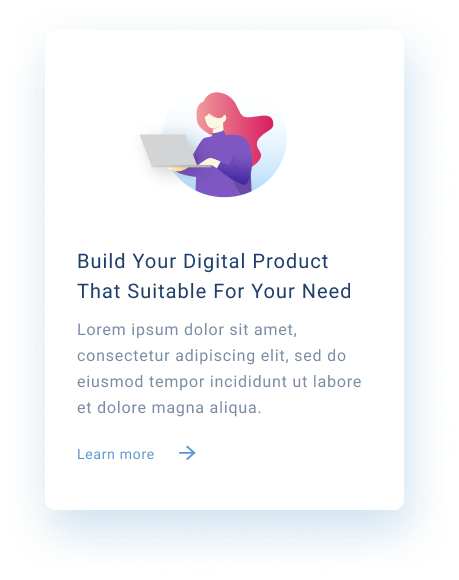 Build Your Digital Product
That Suitable For Your Need
Lorem ipsum dolor sit amet,
consectetur adipiscing elit, sed do
eiusmod tempor incididunt ut labore
et dolore magna aliqua.
Learn more